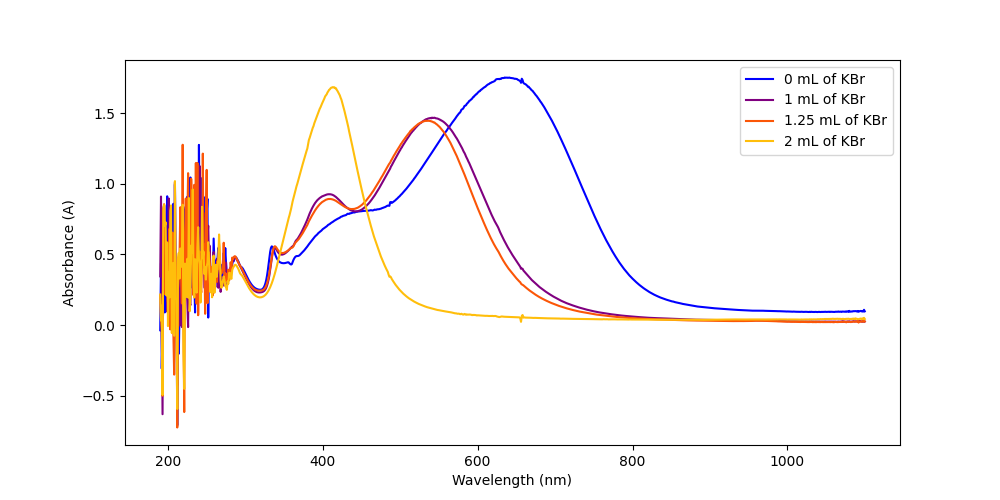 0 mL of KBr
1 mL of KBr
1.25 mL of KBr
2 mL of KBr
1.5
1.0
0.5
0.0
−0.5
Absorbance (A)
200
400
600
800
1000
Wavelength (nm)